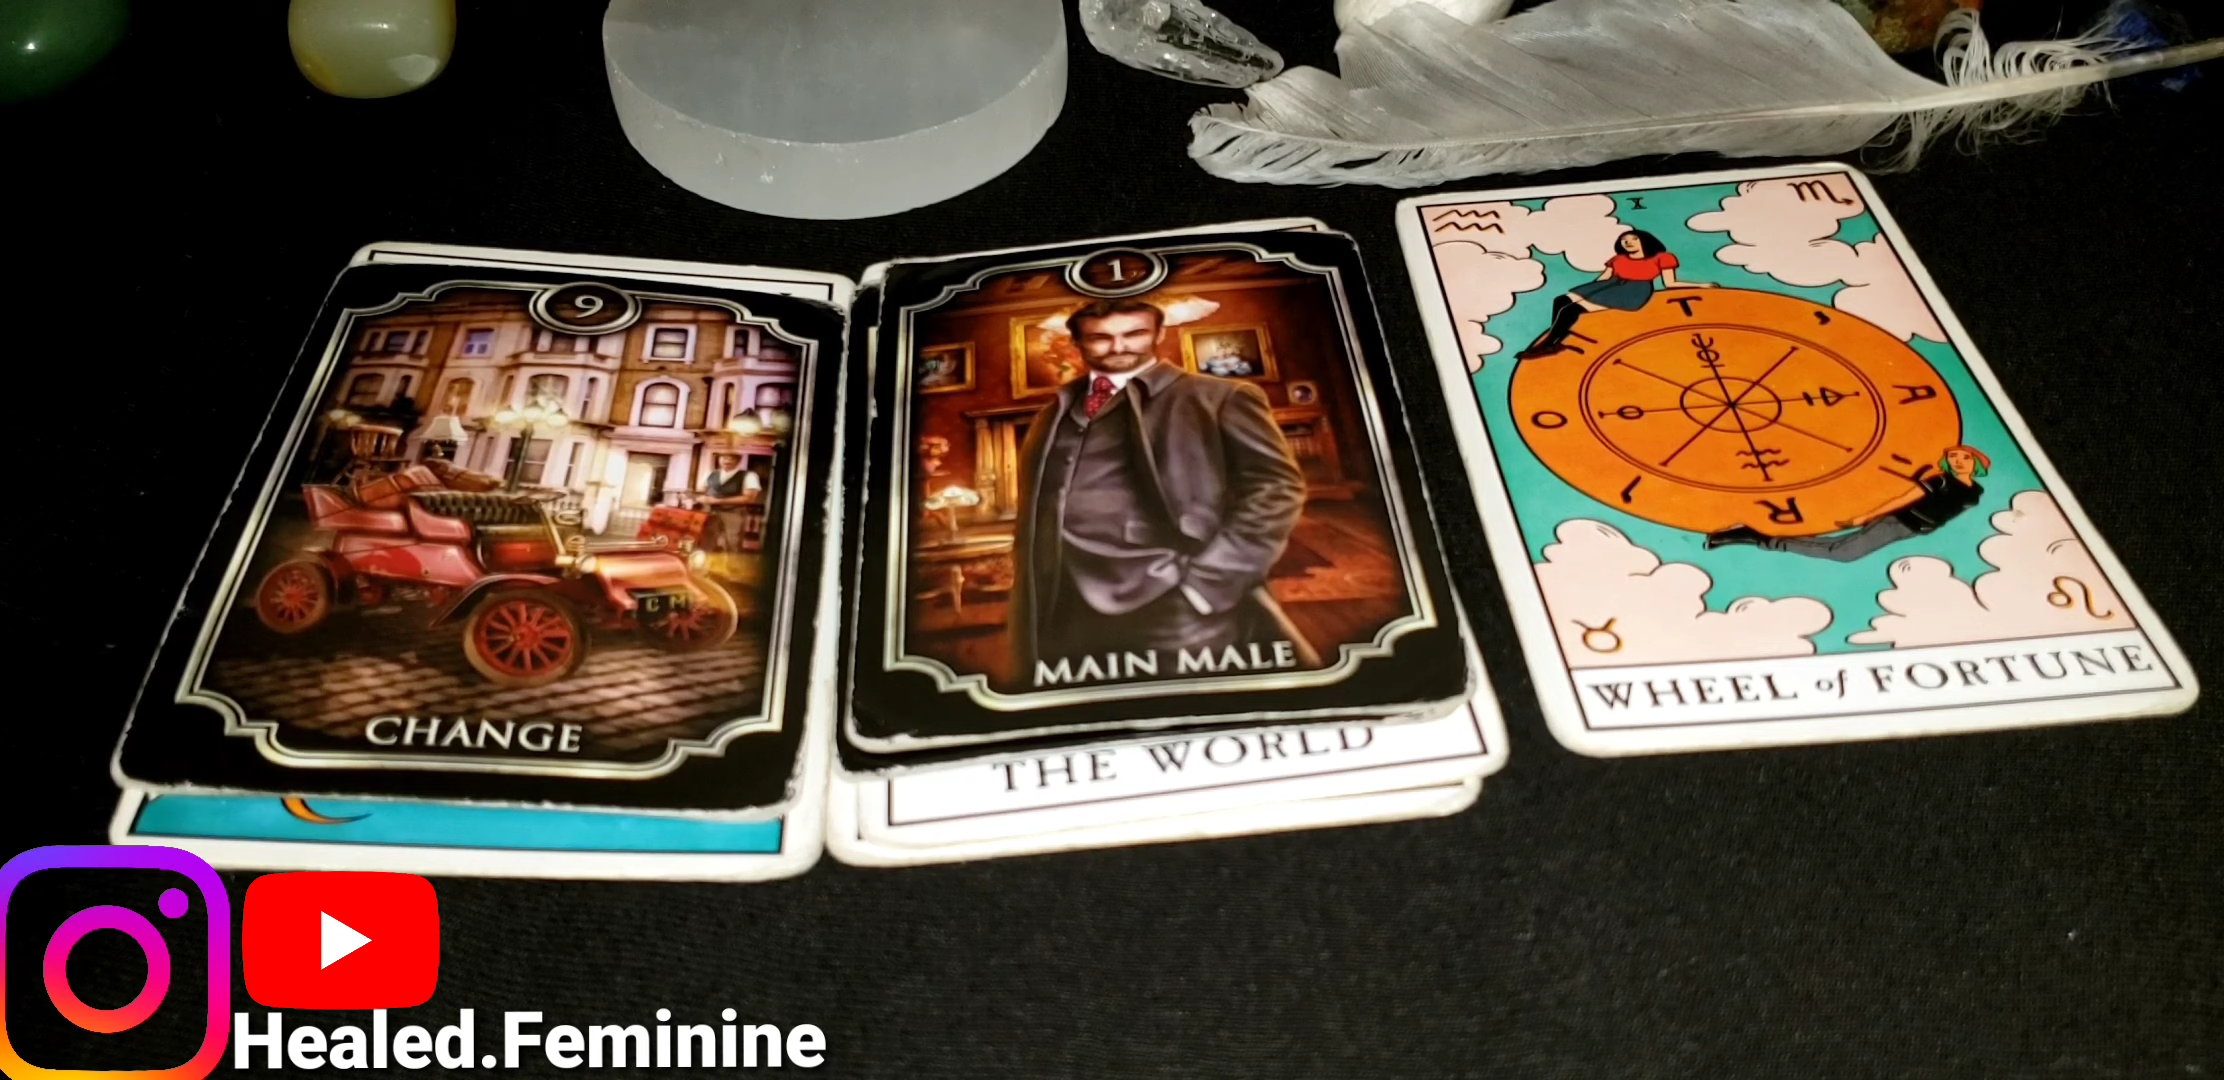 9
CHANGE
1
MAIN MALE
THE WORLD
X
T
A
R
O
WHEEL of FORTUNE
C M
Healed.Feminine